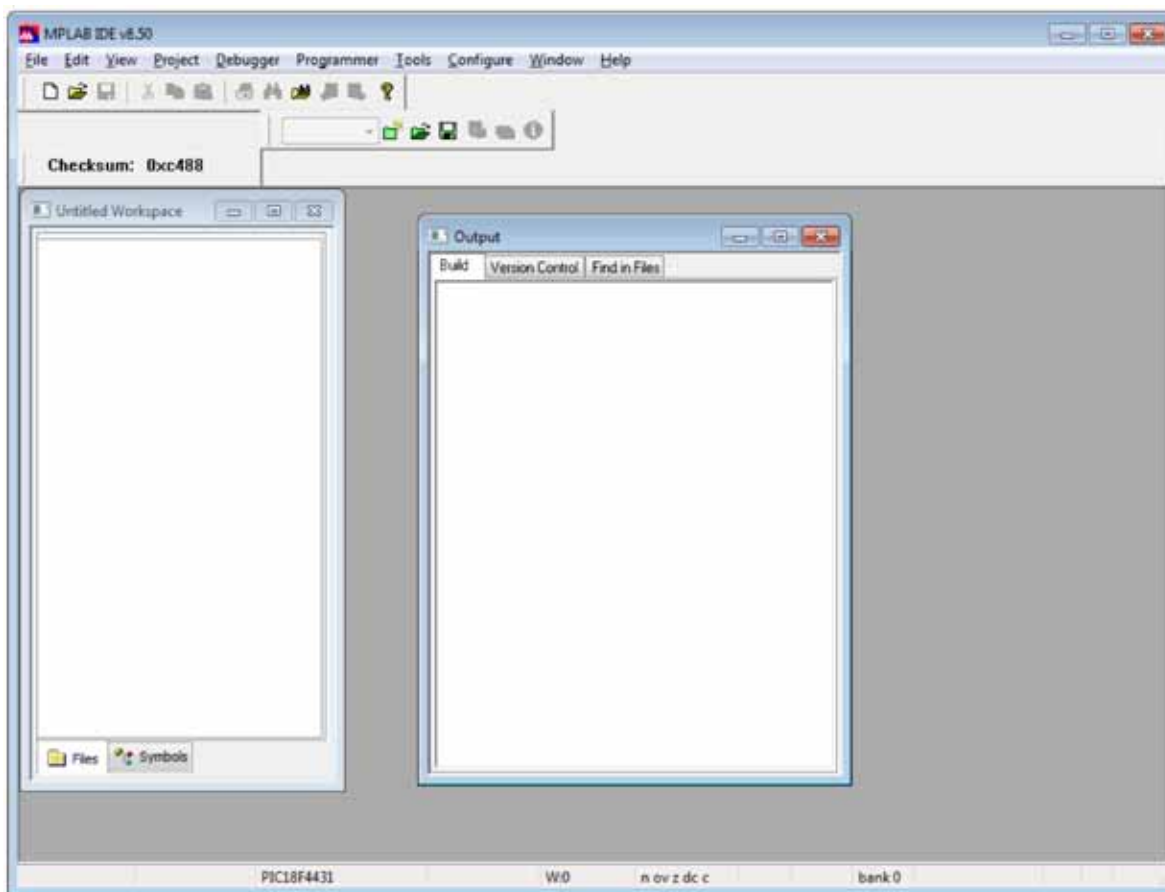 MPLAB IDE v8.50
File Edit View Project Debugger Programmer Tools Configure Window Help
Checksum: 0xc488
Untitled Workspace
Output
Build Version Control Find in Files
Files Symbols
PIC18F4431 W:0 n ov z dc c bank 0